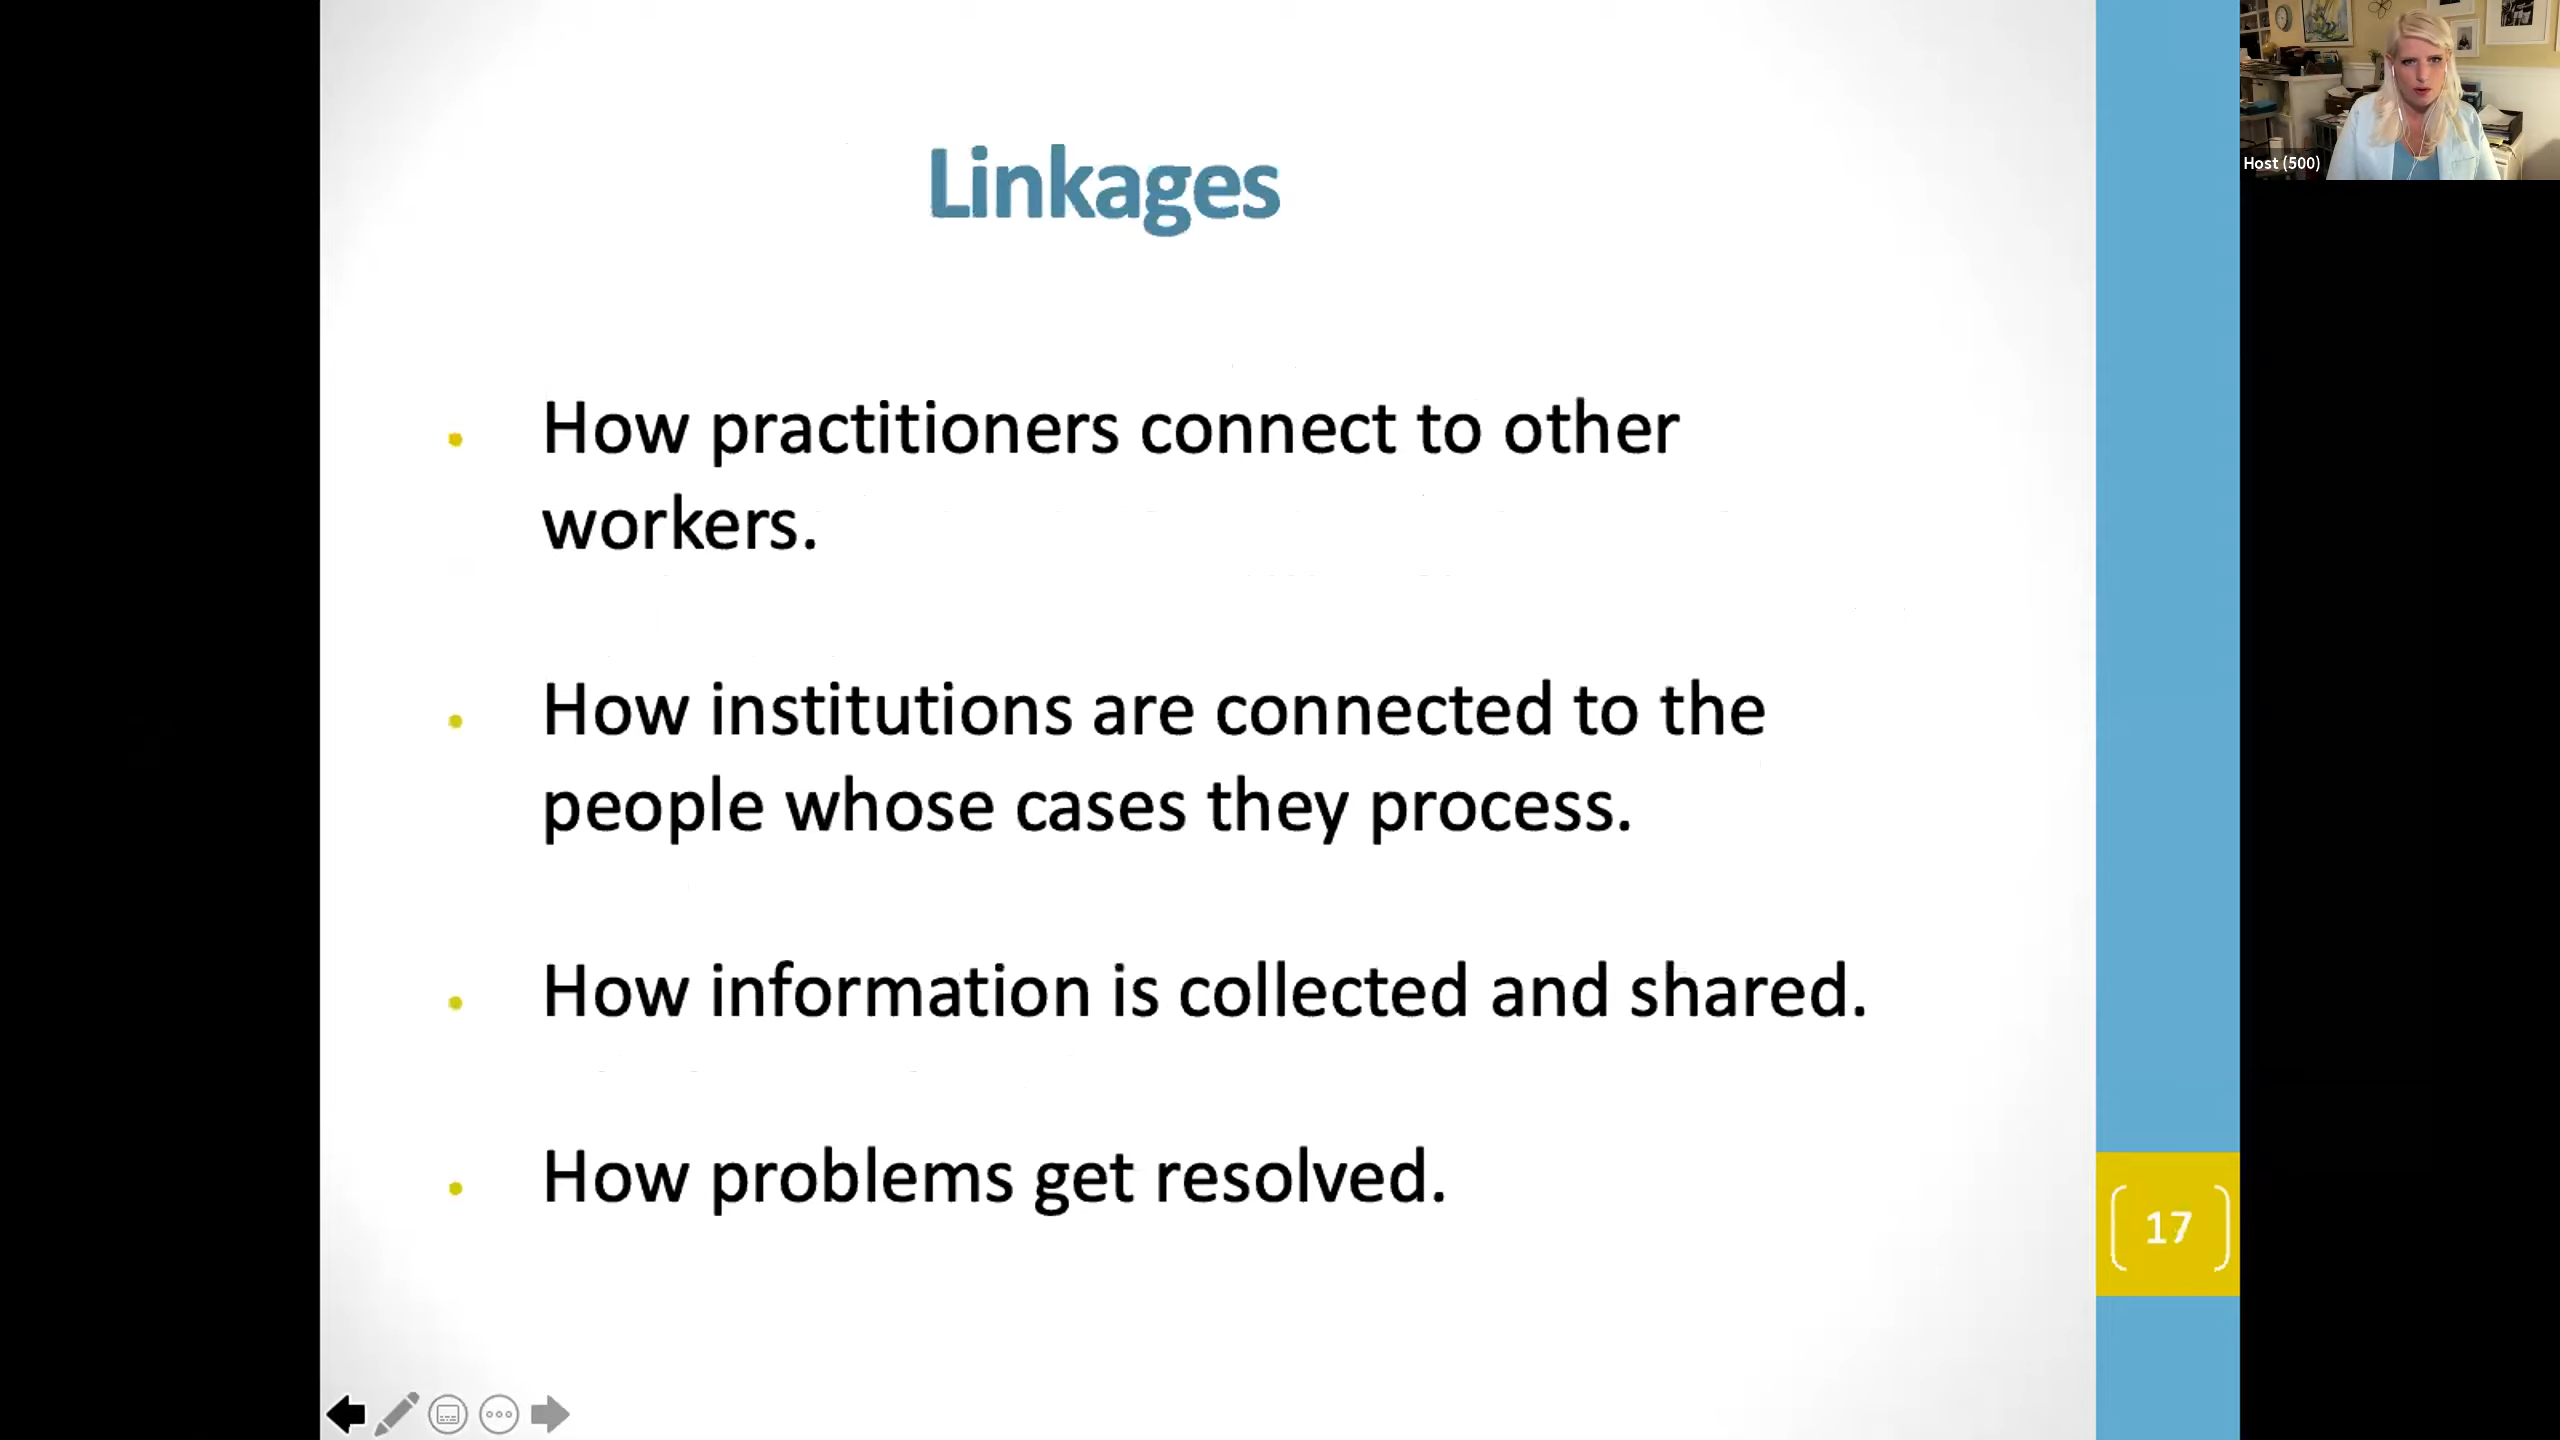 Linkages
How practitioners connect to other
workers.
How institutions are connected to the
people whose cases they process.
How information is collected and shared.
How problems get resolved.
17
Host (500)